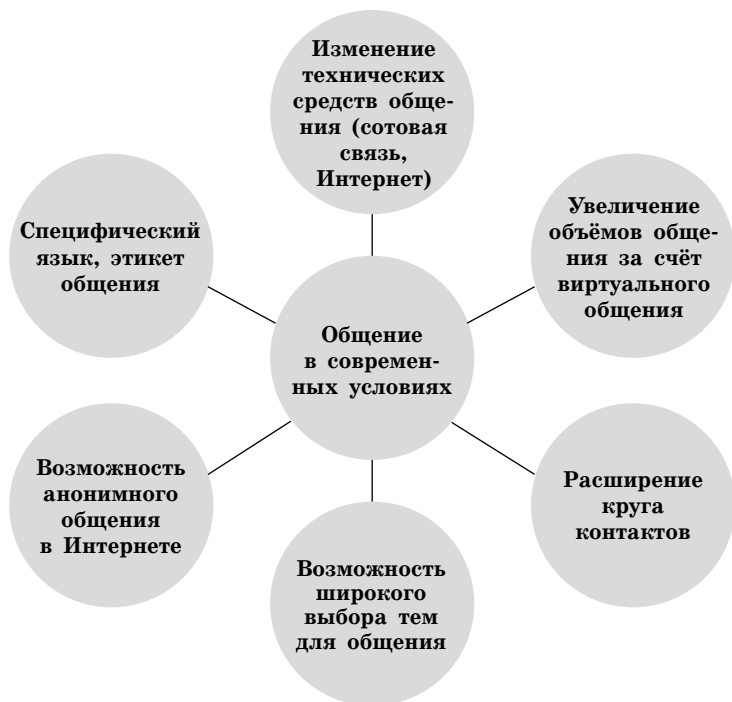 Изменение
технических
средств обще-
ния (сотовая
связь,
Интернет)
Специфический
язык, этикет
общения
Увеличение
объёмов обще-
ния за счёт
виртуального
общения
Общение
в современ-
ных условиях
Возможность
анонимного
общения
в Интернете
Расширение
круга
контактов
Возможность
широкого
выбора тем
для общения